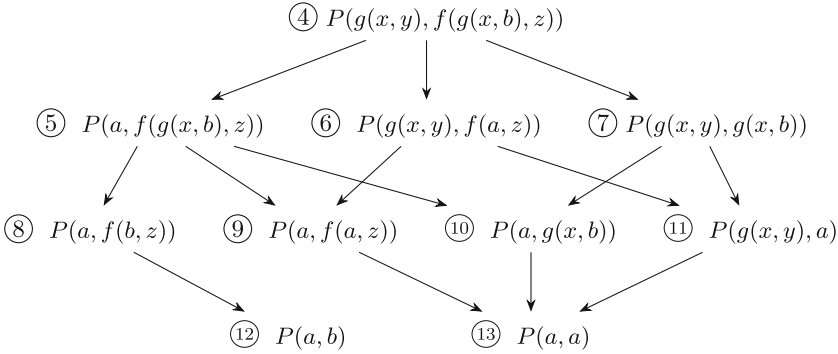 ④ P(g(x, y), f(g(x, b), z))
⑤ P(a, f(g(x, b), z)) ⑥ P(g(x, y), f(a, z)) ⑦ P(g(x, y), g(x, b))
⑧ P(a, f(b, z)) ⑨ P(a, f(a, z)) ⑩ P(a, g(x, b)) ⑪ P(g(x, y), a)
⑫ P(a, b) ⑬ P(a, a)